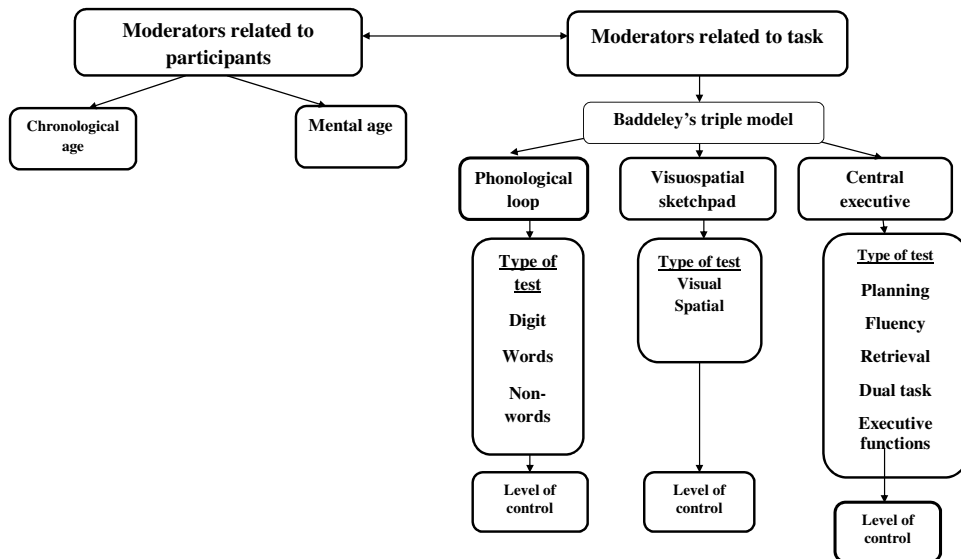 Moderators related to
participants
Moderators related to task
Chronological
age
Mental age
Baddeley’s triple model
Phonological
loop
Visuospatial
sketchpad
Central
executive
Type of
test
Digit
Words
Non-
words
Type of test
Visual
Spatial
Type of test
Planning
Fluency
Retrieval
Dual task
Executive
functions
Level of
control
Level of
control
Level of
control